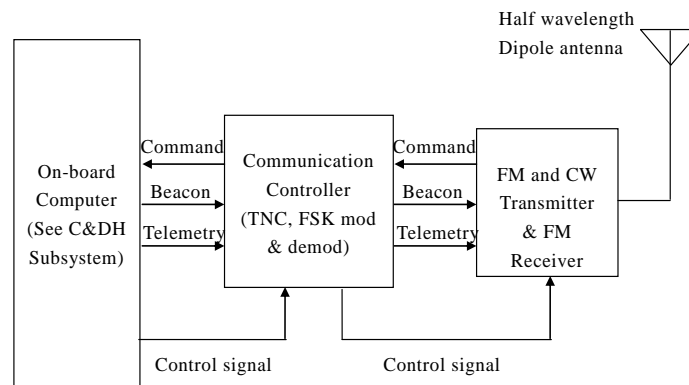 Half wavelength
Dipole antenna
On-board
Computer
(See C&DH
Subsystem)
Command
Beacon
Telemetry
Communication
Controller
(TNC, FSK mod
& demod)
Command
Beacon
Telemetry
FM and CW
Transmitter
& FM
Receiver
Control signal
Control signal